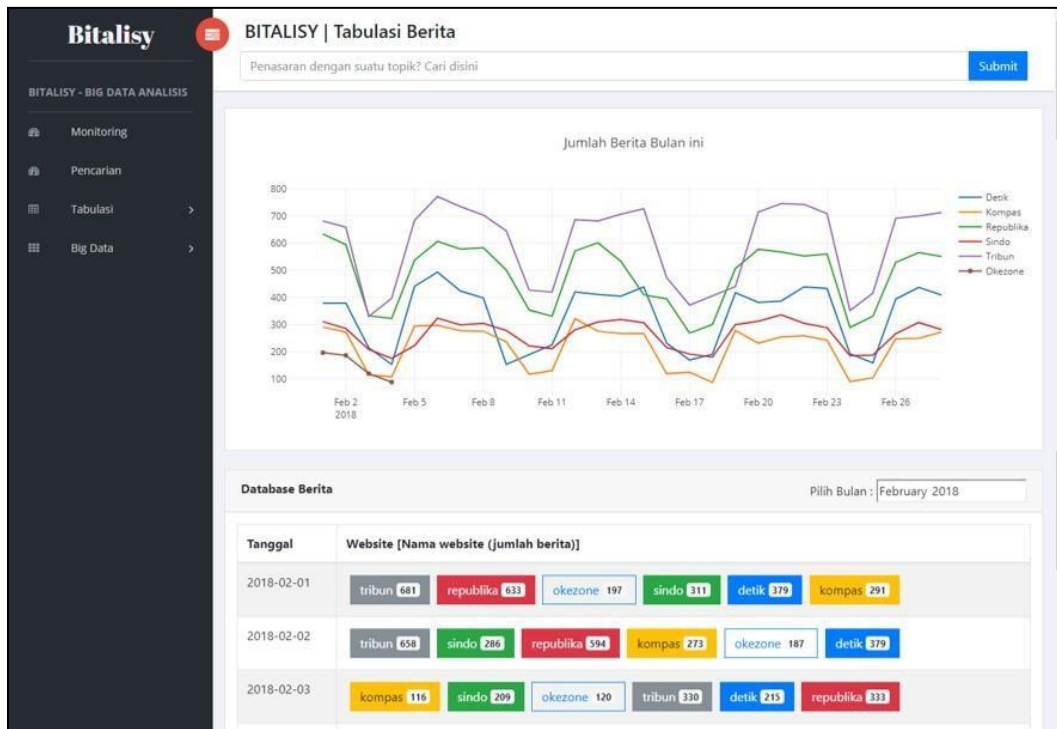 Bitalisy
BITALISY | Tabulasi Berita
Penasaran dengan suatu topik? Cari disini
Submit
BITALISY - BIG DATA ANALISIS
Monitoring
Pencarian
Tabulasi
Big Data
Jumlah Berita Bulan ini
800
700
600
500
400
300
200
100
Feb 2
2018
Feb 5
Feb 8
Feb 11
Feb 14
Feb 17
Feb 20
Feb 23
Feb 26
Detik
Kompas
Republika
Sindo
Tribun
Okezone
Database Berita
Pilih Bulan : February 2018
Tanggal Website [Nama website (jumlah berita)]
2018-02-01 tribun 681 republika 633 okezone 197 sindo 311 detik 379 kompas 291
2018-02-02 tribun 658 sindo 286 republika 594 kompas 273 okezone 187 detik 379
2018-02-03 kompas 116 sindo 209 okezone 120 tribun 330 detik 215 republika 333